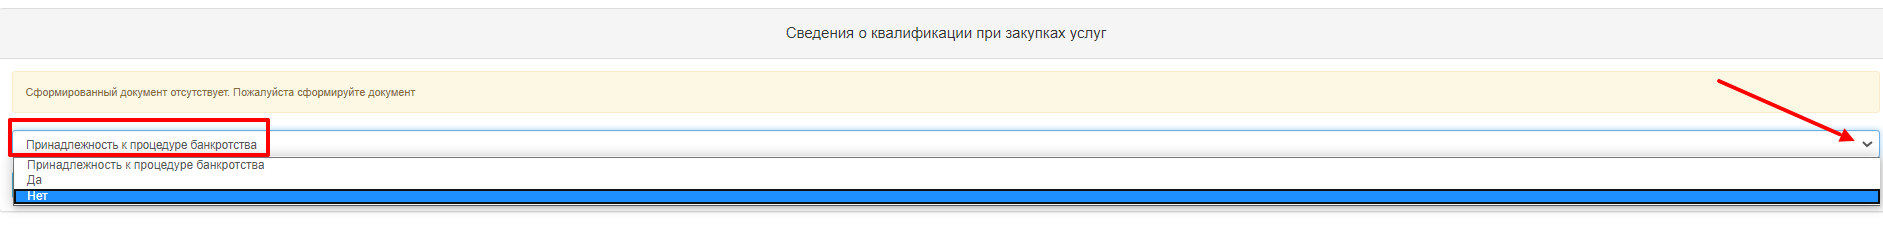 Сведения о квалификации при закупках услуг
Сформированный документ отсутствует. Пожалуйста сформируйте документ
Принадлежность к процедуре банкротства
Принадлежность к процедуре банкротства
Да
Нет